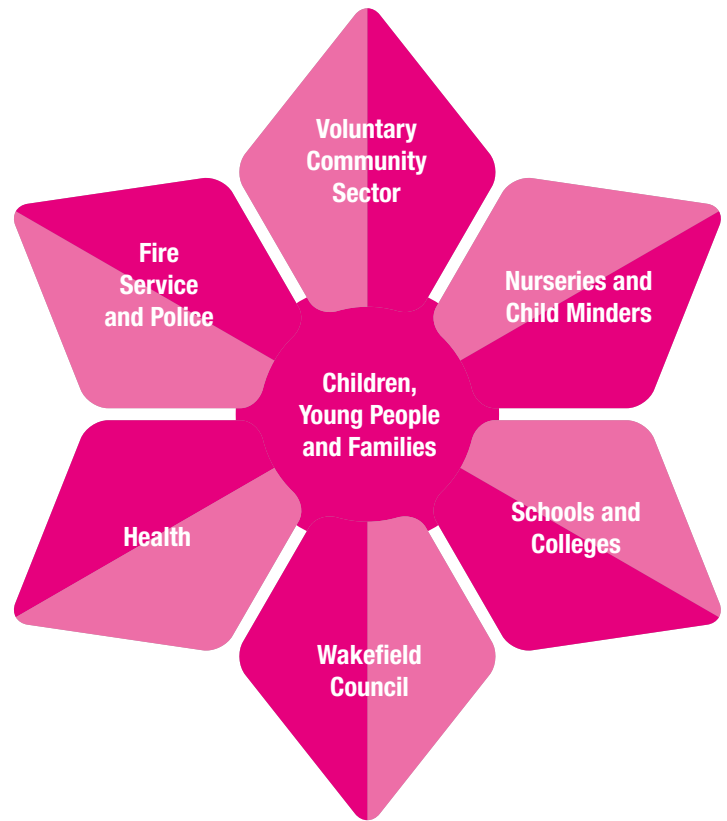 Voluntary
Community
Sector
Fire
Service
and Police
Nurseries and
Child Minders
Children,
Young People
and Families
Health
Schools and
Colleges
Wakefield
Council